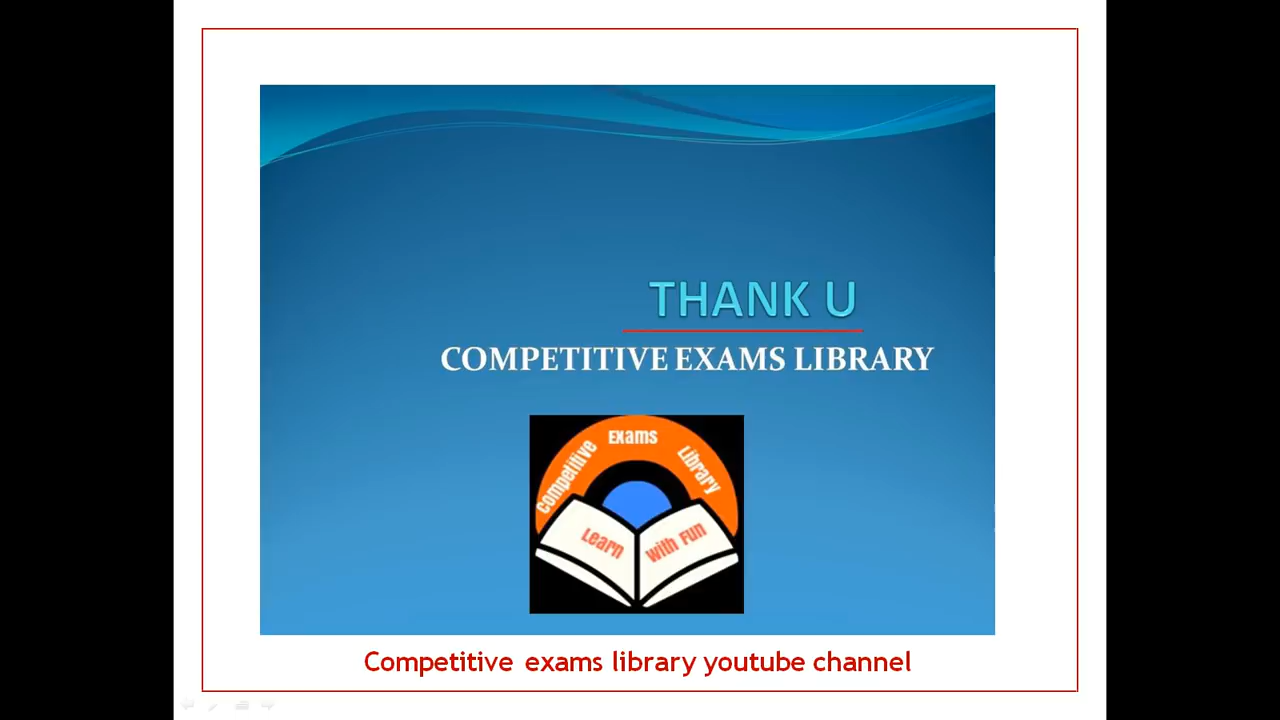 THANK U
COMPETITIVE EXAMS LIBRARY
Competitive Exams Library
Learn with Fun
Competitive exams library youtube channel